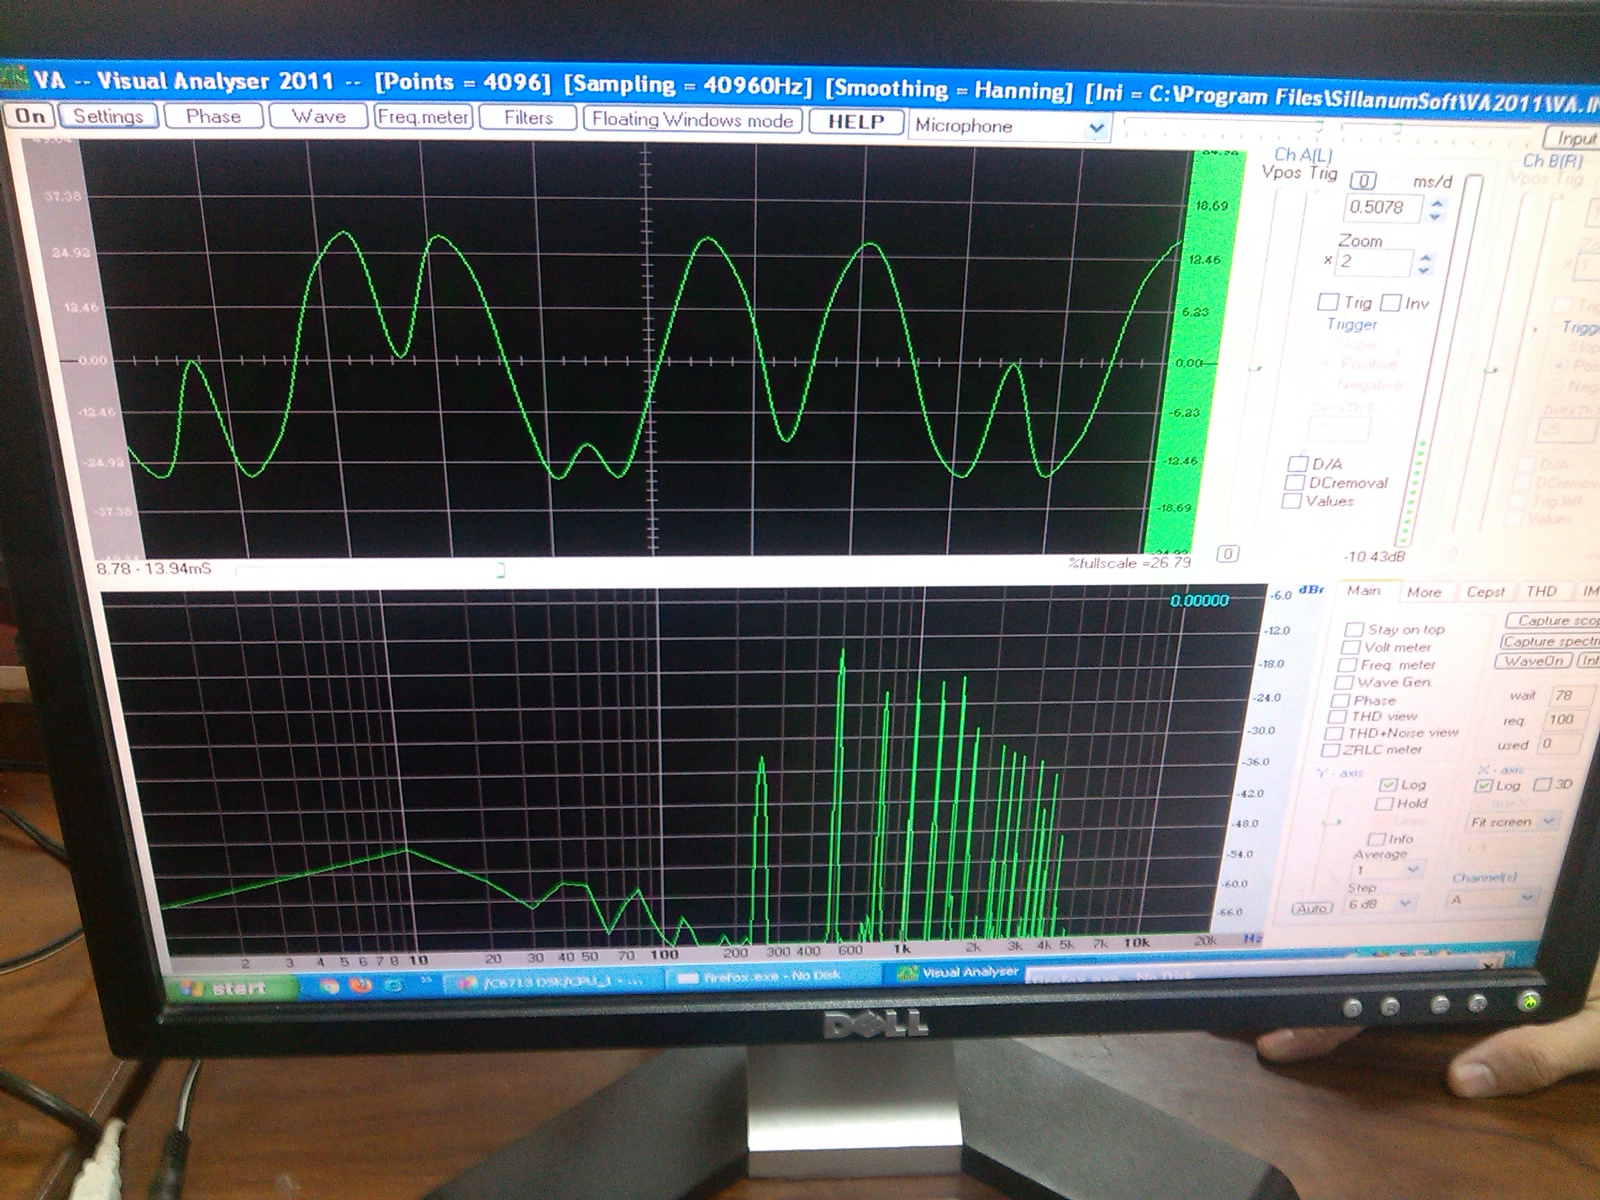 VA -- Visual Analyser 2011 -- [Points = 4096] [Sampling = 40960Hz] [Smoothing = Hanning] [Ini = C:\Program Files\SillanumSoft\VA2011\VA.IN
On Settings Phase Wave Freq.meter Filters Floating Windows mode HELP Microphone
Input
Ch A(L)
Vpos Trig 0 ms/d
0.5078
Zoom
× 2
Trig Inv
Trigger
Slope
Positive
Negative
D/A
DCremoval
Values
-10.43dB
Ch B(R)
Vpos Trig
25
D/A
Trig left
Values
37.38
24.92
12.46
0.00
-12.46
-24.92
-37.38
18.69
12.46
6.23
0.00
-6.23
-12.46
-18.69
-24.92
0
8.78 - 13.94mS
%fullscale =26.79
0.00000
-6.0 dBr
-12.0
-18.0
-24.0
-30.0
-36.0
-42.0
-48.0
-54.0
-60.0
-66.0
2 3 4 5 6 7 8 10 20 30 40 50 70 100 200 300 400 600 1k 2k 3k 4k 5k 7k 10k 20k Hz
Main More Cepst THD IM
Stay on top
Volt meter
Freq. meter
Wave Gen.
Phase
THD view
THD+Noise view
ZRLC meter
Capture scop
Capture spectr
WaveOn Inf
wait 78
req. 100
used 0
Y - axis
Log
Hold
Info
Average
1
Step
6 dB
Auto
X - axis
Log 3D
Fit screen
Channel(s)
A
start
/C6713 DSK/CPU_1 - ...
firefox.exe - No Disk
Visual Analyser
firefox.exe - No Disk
DELL